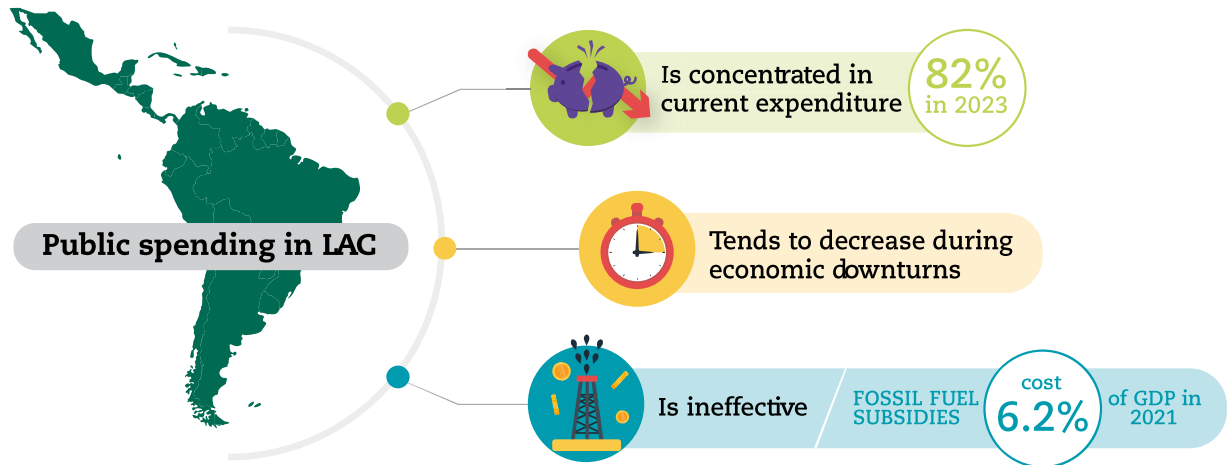 Public spending in LAC
Is concentrated in
current expenditure
82%
in 2023
Tends to decrease during
economic downturns
Is ineffective
FOSSIL FUEL
SUBSIDIES
cost
6.2%
of GDP in
2021